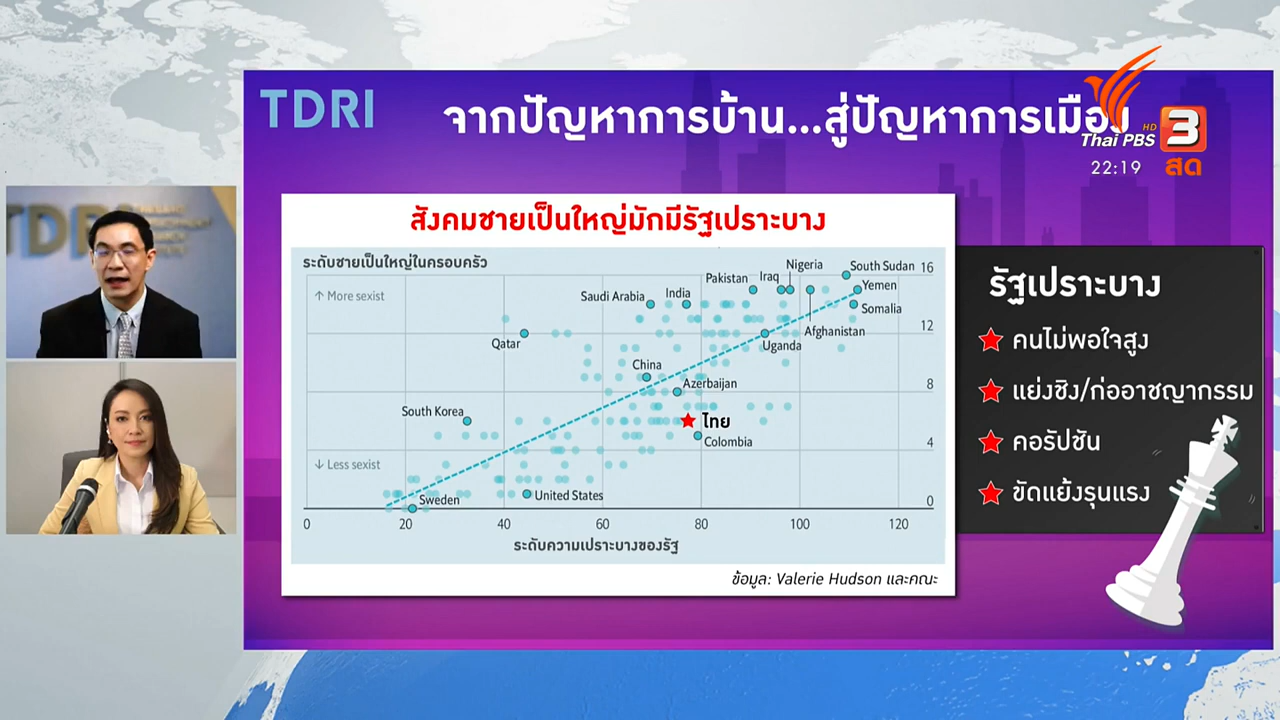 TDRI
จากปัญหาการบ้าน...สู่ปัญหาการเมือง
Thai PBS HD 3
22:19 สด
TDRI
สังคมชายเป็นใหญ่มักมีรัฐเปราะบาง
ระดับชายเป็นใหญ่ในครอบครัว
↑ More sexist
Saudi Arabia
India
Pakistan
Iraq
Nigeria
South Sudan
16
Yemen
Somalia
Afghanistan
12
Qatar
Uganda
China
Azerbaijan
8
South Korea
ไทย
Colombia
4
↓ Less sexist
Sweden
United States
0
0 20 40 60 80 100 120
ระดับความเปราะบางของรัฐ
ข้อมูล: Valerie Hudson และคณะ
รัฐเปราะบาง
คนไม่พอใจสูง
แย่งชิง/ก่ออาชญากรรม
คอรัปชัน
ขัดแย้งรุนแรง